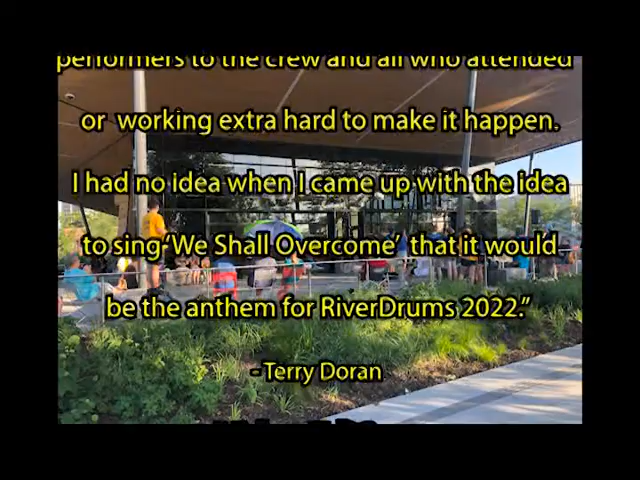 performers to the crew and all who attended
or working extra hard to make it happen.
I had no idea when I came up with the idea
to sing ‘We Shall Overcome’ that it would
be the anthem for RiverDrums 2022.”
- Terry Doran